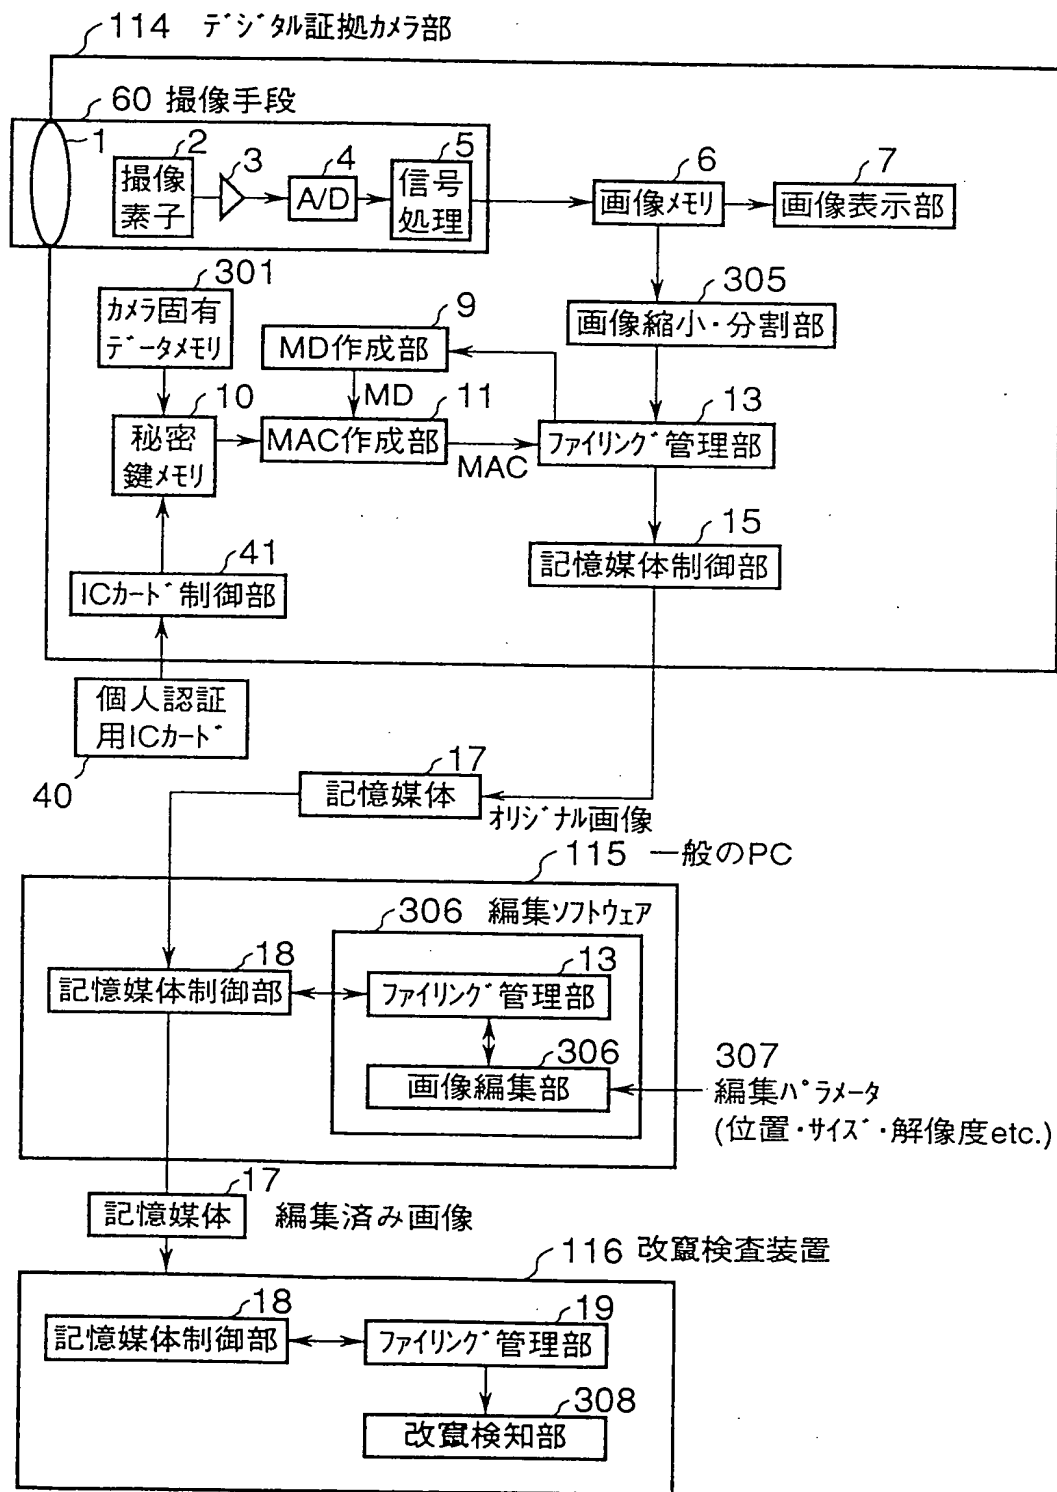 114 デジタル証拠カメラ部
60 撮像手段
1
2
3
4
5
6
7
撮像
素子
A/D
信号
処理
画像メモリ
画像表示部
301
カメラ固有
データメモリ
9
MD作成部
305
画像縮小・分割部
MD
10
秘密
鍵メモリ
11
MAC作成部
MAC
13
ファイリング管理部
15
記憶媒体制御部
41
ICカード制御部
個人認証
用ICカード
40
17
記憶媒体
オリジナル画像
115 一般のPC
306 編集ソフトウェア
18
記憶媒体制御部
13
ファイリング管理部
306
画像編集部
307
編集パラメータ
(位置・サイズ・解像度etc.)
17
記憶媒体
編集済み画像
116 改竄検査装置
18
記憶媒体制御部
19
ファイリング管理部
308
改竄検知部